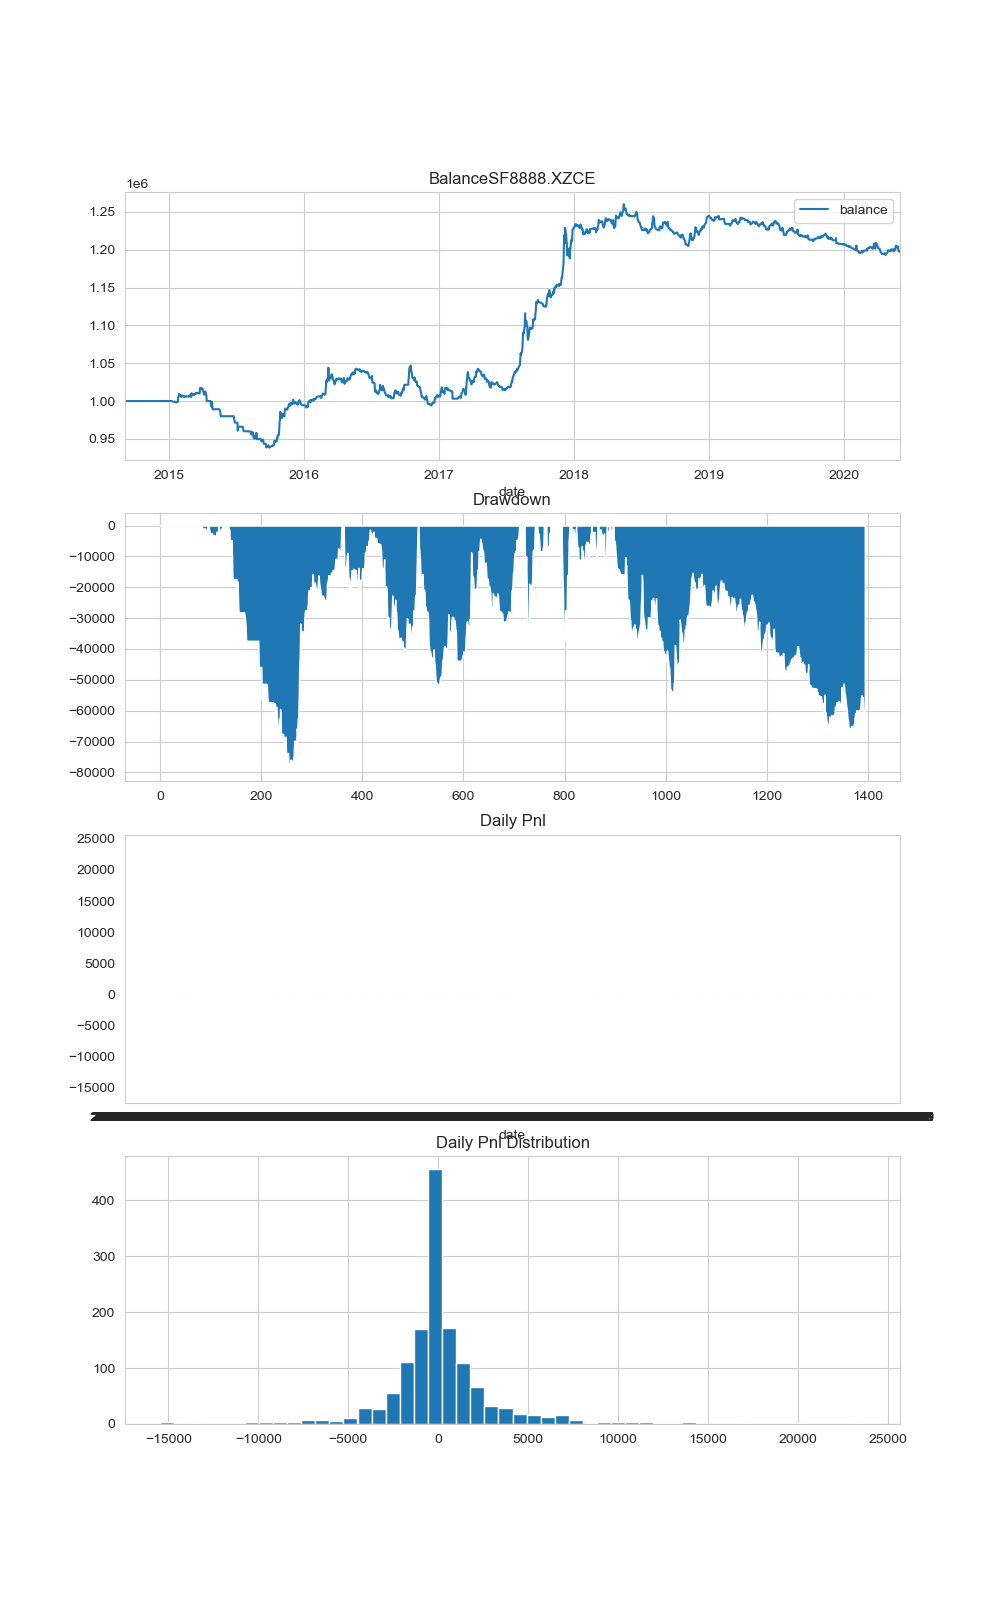 BalanceSF8888.XZCE
1e6
balance
1.25
1.20
1.15
1.10
1.05
1.00
0.95
2015 2016 2017 2018 2019 2020
date
Drawdown
0
−10000
−20000
−30000
−40000
−50000
−60000
−70000
−80000
0 200 400 600 800 1000 1200 1400
Daily Pnl
25000
20000
15000
10000
5000
0
−5000
−10000
−15000
date
Daily Pnl Distribution
400
300
200
100
0
−15000 −10000 −5000 0 5000 10000 15000 20000 25000